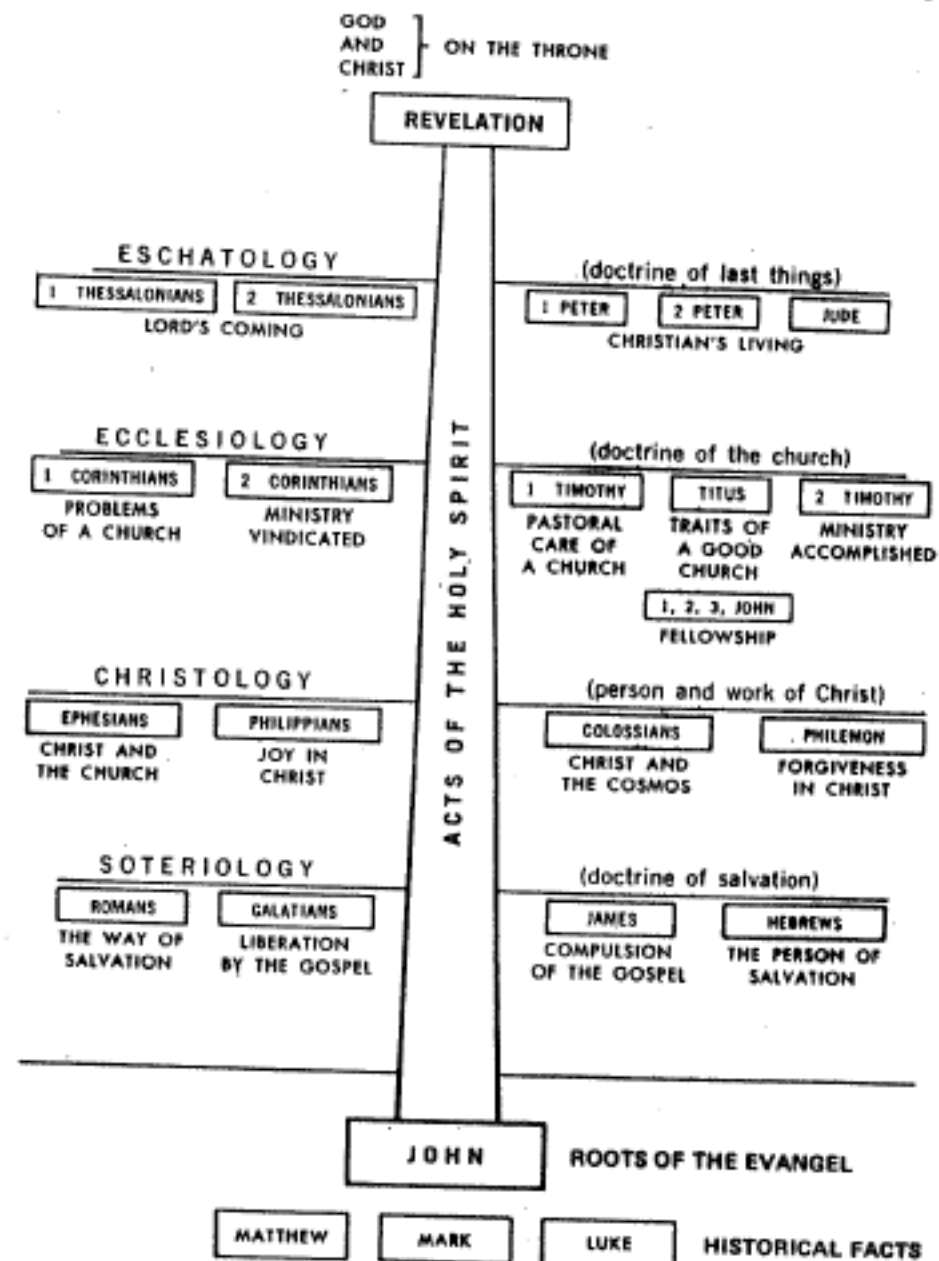 GOD
AND
CHRIST
ON THE THRONE
REVELATION
ESCHATOLOGY
(doctrine of last things)
1 THESSALONIANS
2 THESSALONIANS
LORD'S COMING
1 PETER
2 PETER
JUDE
CHRISTIAN'S LIVING
ECCLESIOLOGY
(doctrine of the church)
1 CORINTHIANS
PROBLEMS
OF A CHURCH
2 CORINTHIANS
MINISTRY
VINDICATED
1 TIMOTHY
PASTORAL
CARE OF
A CHURCH
TITUS
TRAITS OF
A GOOD
CHURCH
2 TIMOTHY
MINISTRY
ACCOMPLISHED
1, 2, 3, JOHN
FELLOWSHIP
ACTS OF THE HOLY SPIRIT
CHRISTOLOGY
(person and work of Christ)
EPHESIANS
CHRIST AND
THE CHURCH
PHILIPPIANS
JOY IN
CHRIST
COLOSSIANS
CHRIST AND
THE COSMOS
PHILEMON
FORGIVENESS
IN CHRIST
SOTERIOLOGY
(doctrine of salvation)
ROMANS
THE WAY OF
SALVATION
GALATIANS
LIBERATION
BY THE GOSPEL
JAMES
COMPULSION
OF THE GOSPEL
HEBREWS
THE PERSON OF
SALVATION
JOHN
ROOTS OF THE EVANGEL
MATTHEW
MARK
LUKE
HISTORICAL FACTS